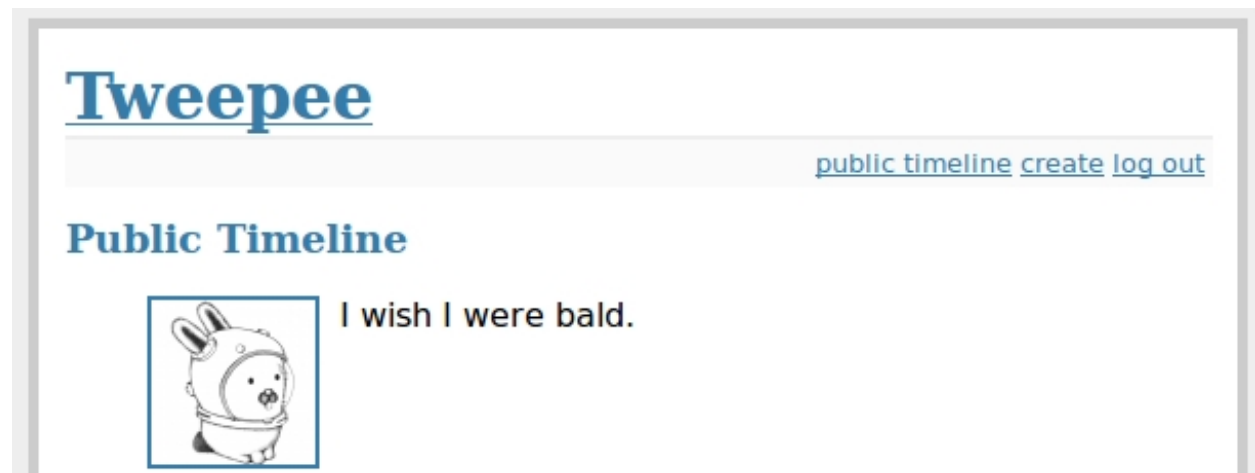 Tweepee
public timeline create log out
Public Timeline
I wish I were bald.